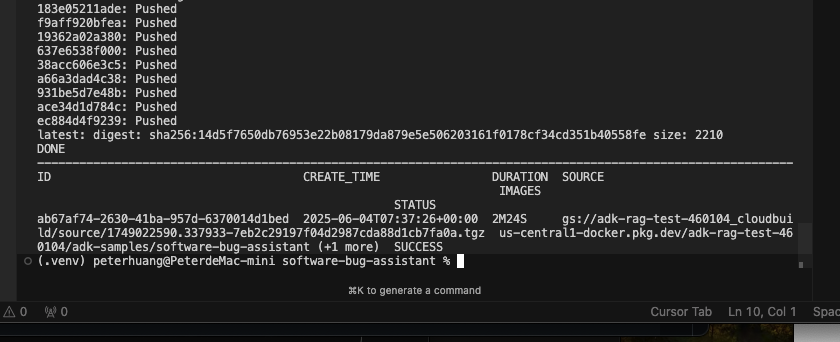 183e05211ade: Pushed
f9aff920bfea: Pushed
19362a02a380: Pushed
637e6538f000: Pushed
38acc606e3c5: Pushed
a66a3dad4c38: Pushed
931be5d7e48b: Pushed
ace34d1d784c: Pushed
ec884d4f9239: Pushed
latest: digest: sha256:14d5f7650db76953e22b08179da879e5e506203161f0178cf34cd351b40558fe size: 2210
DONE
ID CREATE_TIME DURATION SOURCE
IMAGES
STATUS
ab67af74-2630-41ba-957d-6370014d1bed 2025-06-04T07:37:26+00:00 2M24S gs://adk-rag-test-460104_cloudbui
ld/source/1749022590.337933-7eb2c29197f04d2987cda88d1cb7fa0a.tgz us-central1-docker.pkg.dev/adk-rag-test-46
0104/adk-samples/software-bug-assistant (+1 more) SUCCESS
(.venv) peterhuang@PeterdeMac-mini software-bug-assistant %
⌘K to generate a command
0 0 Cursor Tab Ln 10, Col 1 Spac